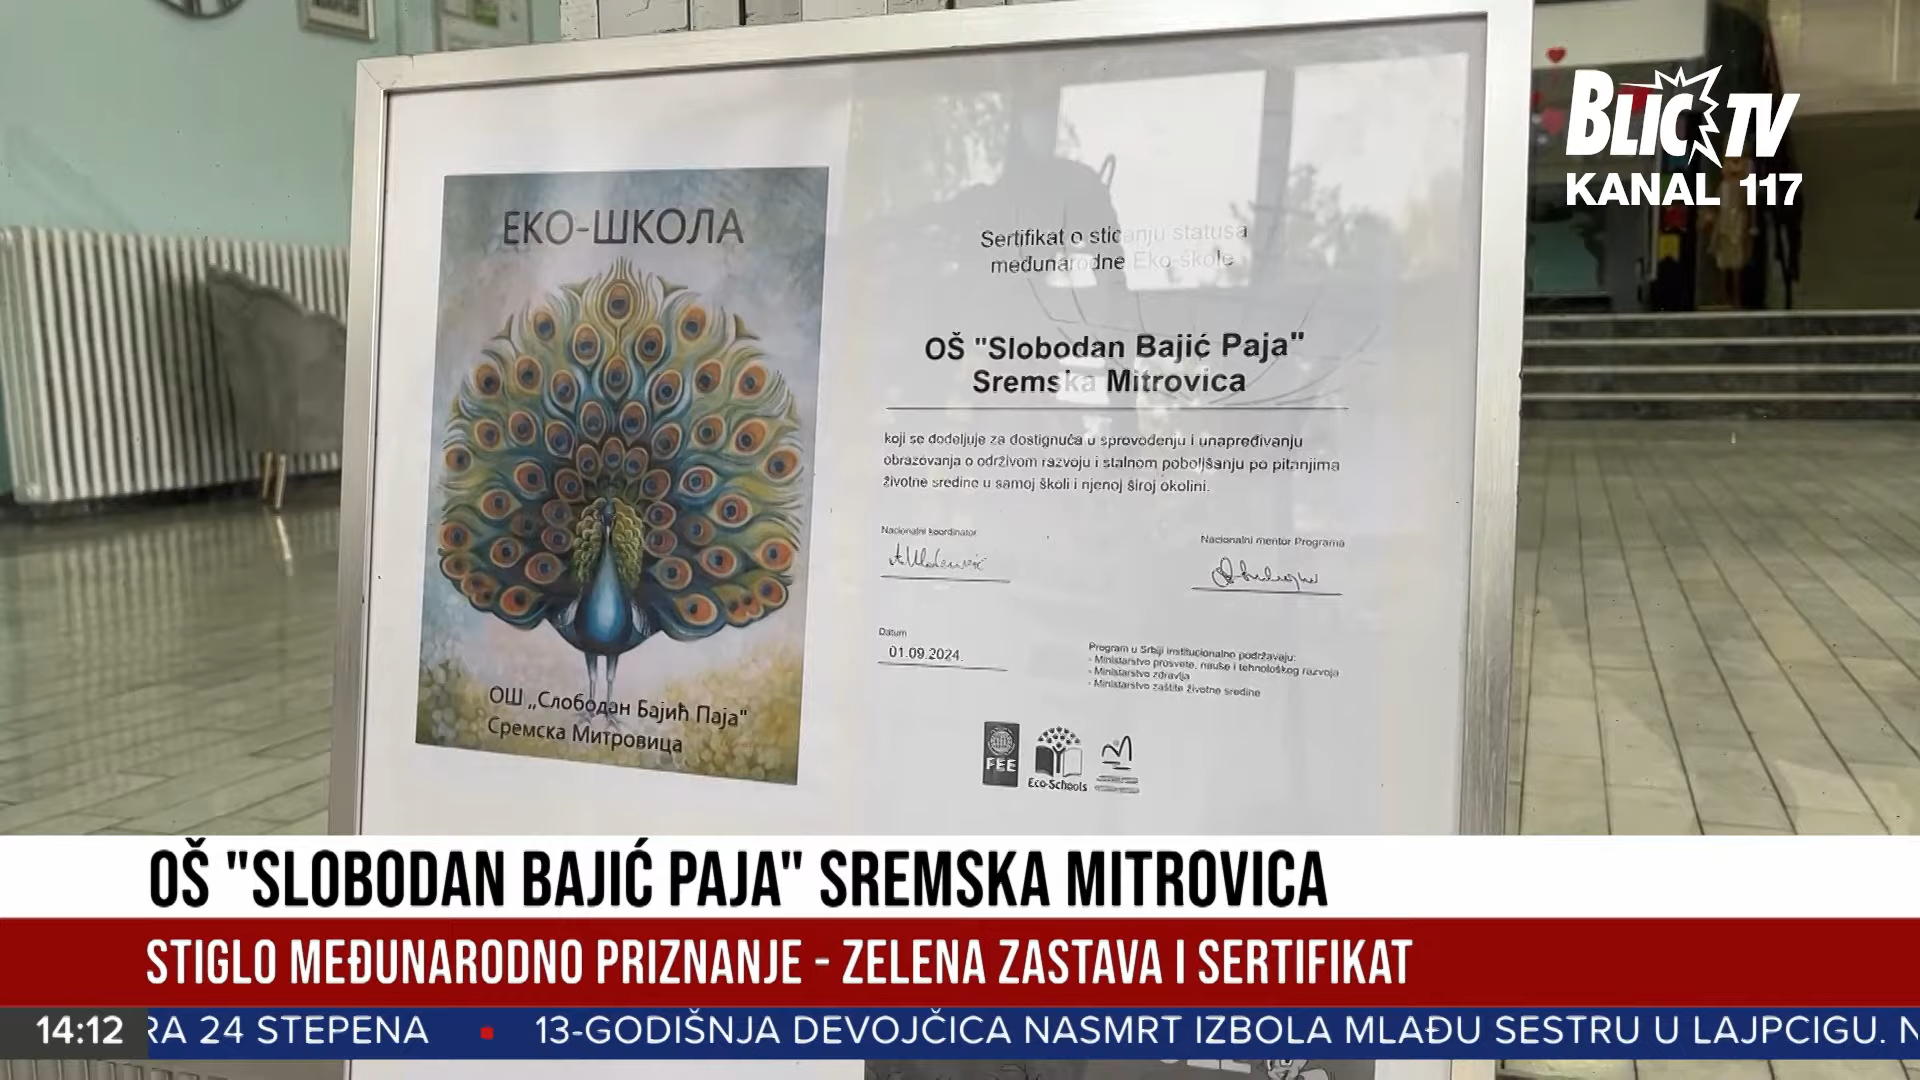 BLIC TV
KANAL 117
ЕКО-ШКОЛА
ОШ „Слободан Бајић Паја"
Сремска Митровица
Sertifikat o sticanju statusa
međunarodne Eko-škole
OŠ "Slobodan Bajić Paja"
Sremska Mitrovica
koji se dodeljuje za dostignuća u sprovođenju i unapređivanju
obrazovanja o održivom razvoju i stalnom poboljšanju po pitanjima
životne sredine u samoj školi i njenoj široj okolini.
Nacionalni koordinator
Nacionalni mentor Programa
Datum
01.09.2024.
Program u Srbiji institucionalno podržavaju:
- Ministarstvo prosvete, nauke i tehnološkog razvoja
- Ministarstvo zdravlja
- Ministarstvo zaštite životne sredine
FEE
Eco-Schools
OŠ "SLOBODAN BAJIĆ PAJA" SREMSKA MITROVICA
STIGLO MEĐUNARODNO PRIZNANJE - ZELENA ZASTAVA I SERTIFIKAT
14:12 RA 24 STEPENA 13-GODIŠNJA DEVOJČICA NASMRT IZBOLA MLAĐU SESTRU U LAJPCIGU. N